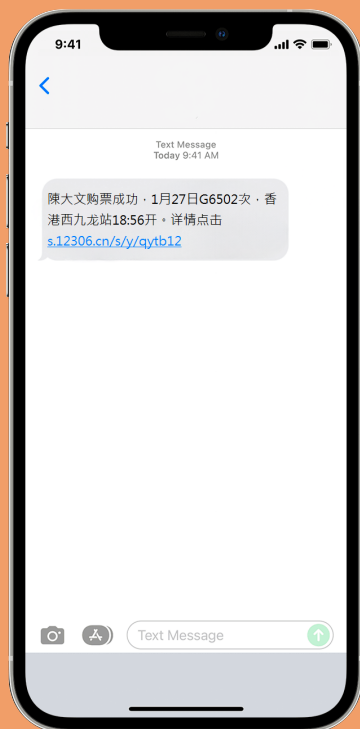 9:41
Text Message
Today 9:41 AM
陳大文购票成功，1月27日G6502次，香
港西九龙站18:56开。详情点击
s.12306.cn/s/y/qytb12
Text Message